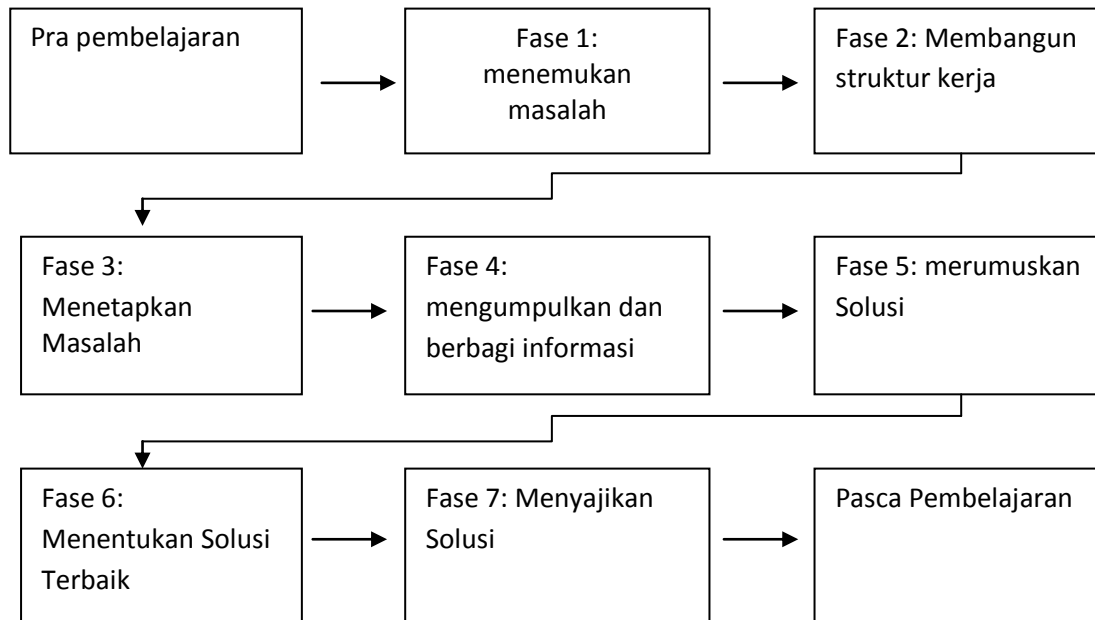 Pra pembelajaran
Fase 1:
menemukan
masalah
Fase 2: Membangun
struktur kerja
Fase 3:
Menetapkan
Masalah
Fase 4:
mengumpulkan dan
berbagi informasi
Fase 5: merumuskan
Solusi
Fase 6:
Menentukan Solusi
Terbaik
Fase 7: Menyajikan
Solusi
Pasca Pembelajaran